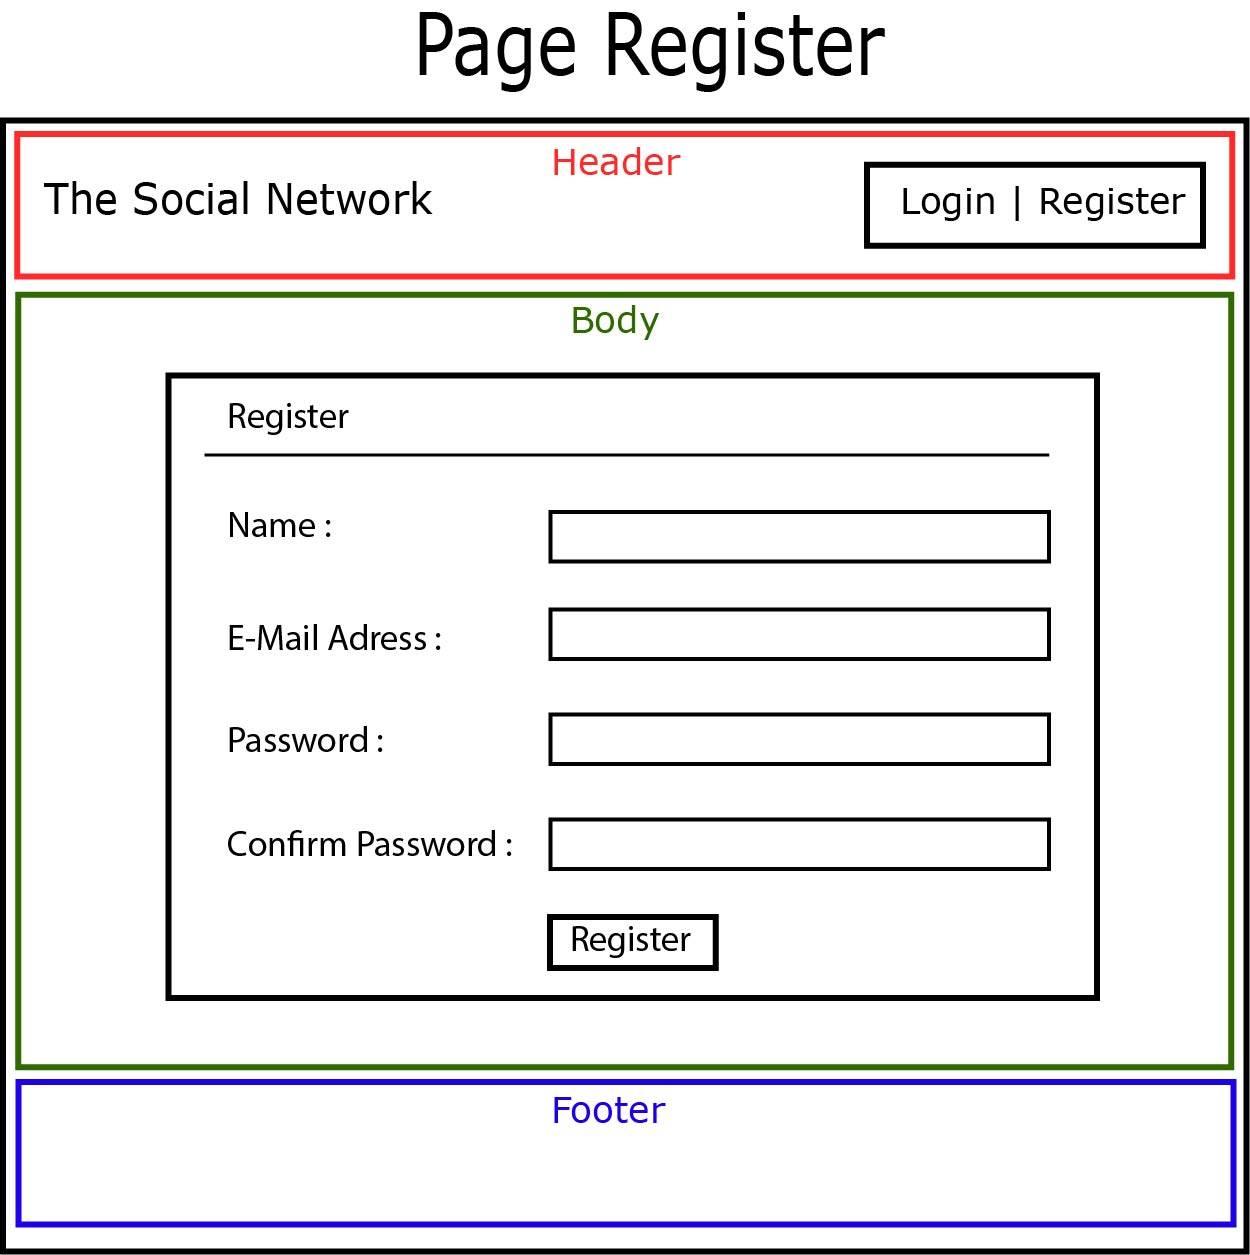 Page Register
Header
The Social Network
Login | Register
Body
Register
Name :
E-Mail Adress :
Password :
Confirm Password :
Register
Footer